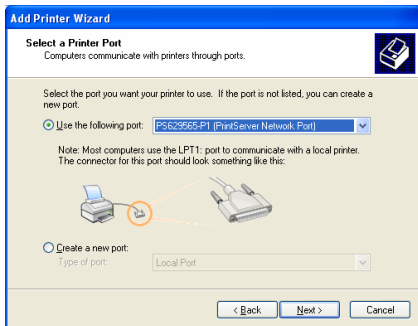 Add Printer Wizard
Select a Printer Port
Computers communicate with printers through ports.
Select the port you want your printer to use. If the port is not listed, you can create a
new port.
Use the following port:
PS629565-P1 (PrintServer Network Port)
Note: Most computers use the LPT1: port to communicate with a local printer.
The connector for this port should look something like this:
Create a new port:
Type of port:
Local Port
< Back
Next >
Cancel